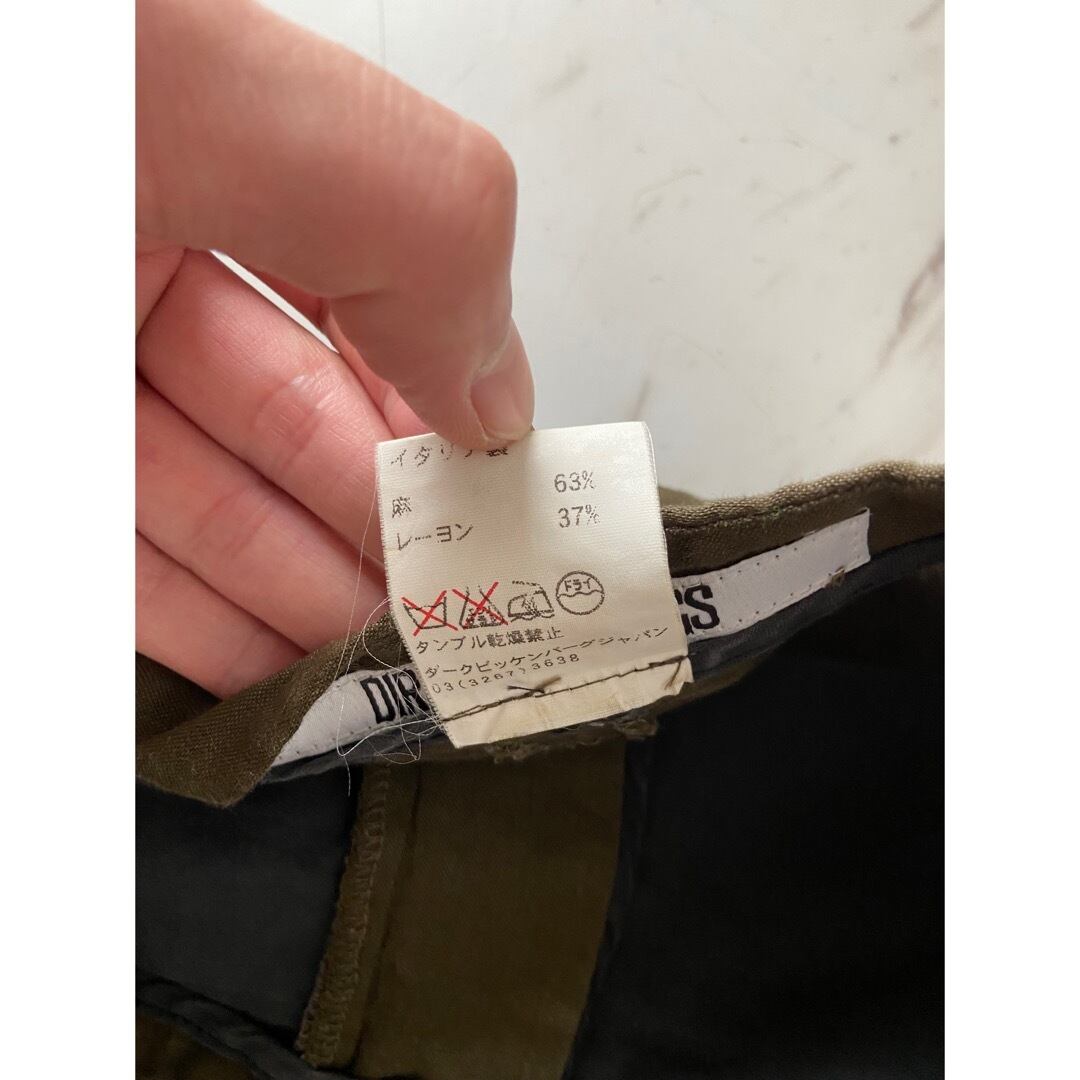 イタリア製
麻 63%
レーヨン 37%
ドライ
タンブル乾燥禁止
ダークビッケンバーグジャパン
03(3267)3638
DIR
GS